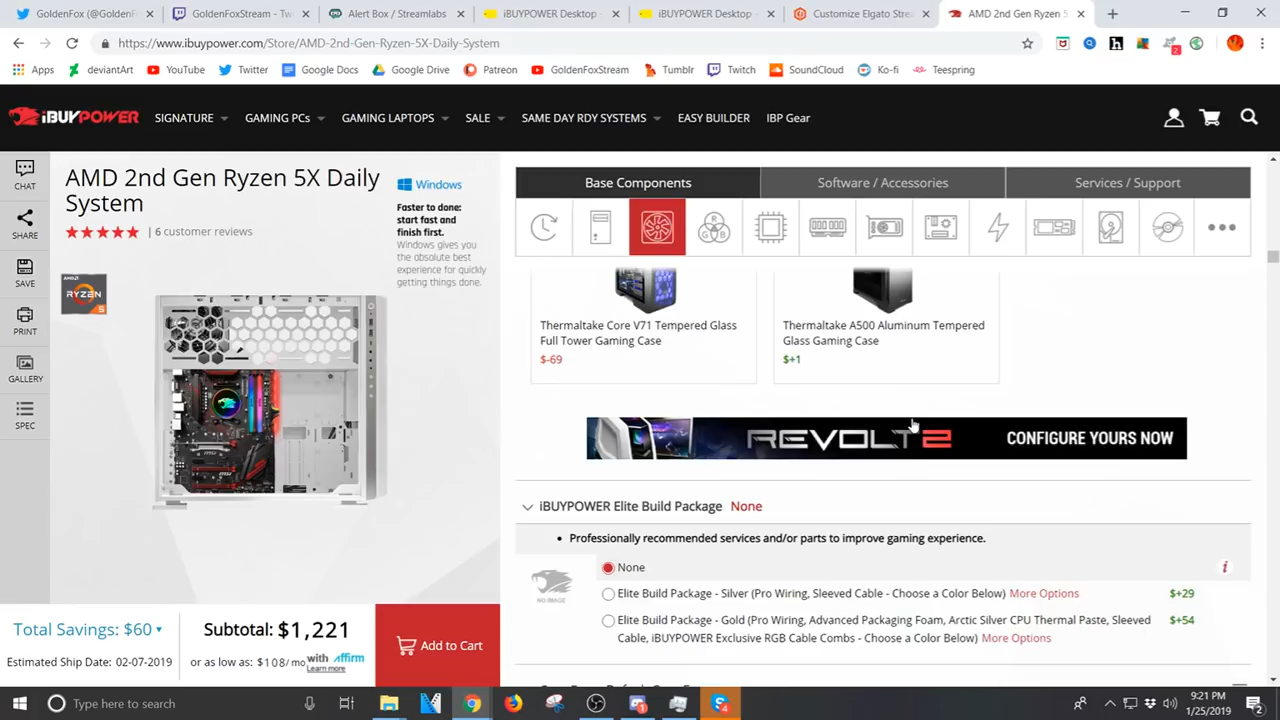 GoldenFox (@GoldenF
GoldenFoxStream - Tw
Alert Box / Streamlabs
iBUYPOWER Desktop -
iBUYPOWER Desktop -
Customize Elgato Strea
AMD 2nd Gen Ryzen 5
https://www.ibuypower.com/Store/AMD-2nd-Gen-Ryzen-5X-Daily-System
Apps
deviantArt
YouTube
Twitter
Google Docs
Google Drive
Patreon
GoldenFoxStream
Tumblr
Twitch
SoundCloud
Ko-fi
Teespring
iBUYPOWER
SIGNATURE
GAMING PCs
GAMING LAPTOPS
SALE
SAME DAY RDY SYSTEMS
EASY BUILDER
IBP Gear
CHAT
SHARE
SAVE
PRINT
GALLERY
SPEC
AMD 2nd Gen Ryzen 5X Daily
System
6 customer reviews
Windows
Faster to done:
start fast and
finish first.
Windows gives you
the absolute best
experience for quickly
getting things done.
AMD
RYZEN
5
Total Savings: $60
Subtotal: $1,221
Estimated Ship Date: 02-07-2019
or as low as: $108/mo.
with affirm
Learn more
Add to Cart
Base Components
Software / Accessories
Services / Support
R
G
B
Thermaltake Core V71 Tempered Glass
Full Tower Gaming Case
$-69
Thermaltake A500 Aluminum Tempered
Glass Gaming Case
$+1
REVOLT 2
CONFIGURE YOURS NOW
iBUYPOWER Elite Build Package None
• Professionally recommended services and/or parts to improve gaming experience.
NO IMAGE
None
i
Elite Build Package - Silver (Pro Wiring, Sleeved Cable - Choose a Color Below) More Options
$+29
Elite Build Package - Gold (Pro Wiring, Advanced Packaging Foam, Arctic Silver CPU Thermal Paste, Sleeved
Cable, iBUYPOWER Exclusive RGB Cable Combs - Choose a Color Below) More Options
$+54
Type here to search
9:21 PM
1/25/2019